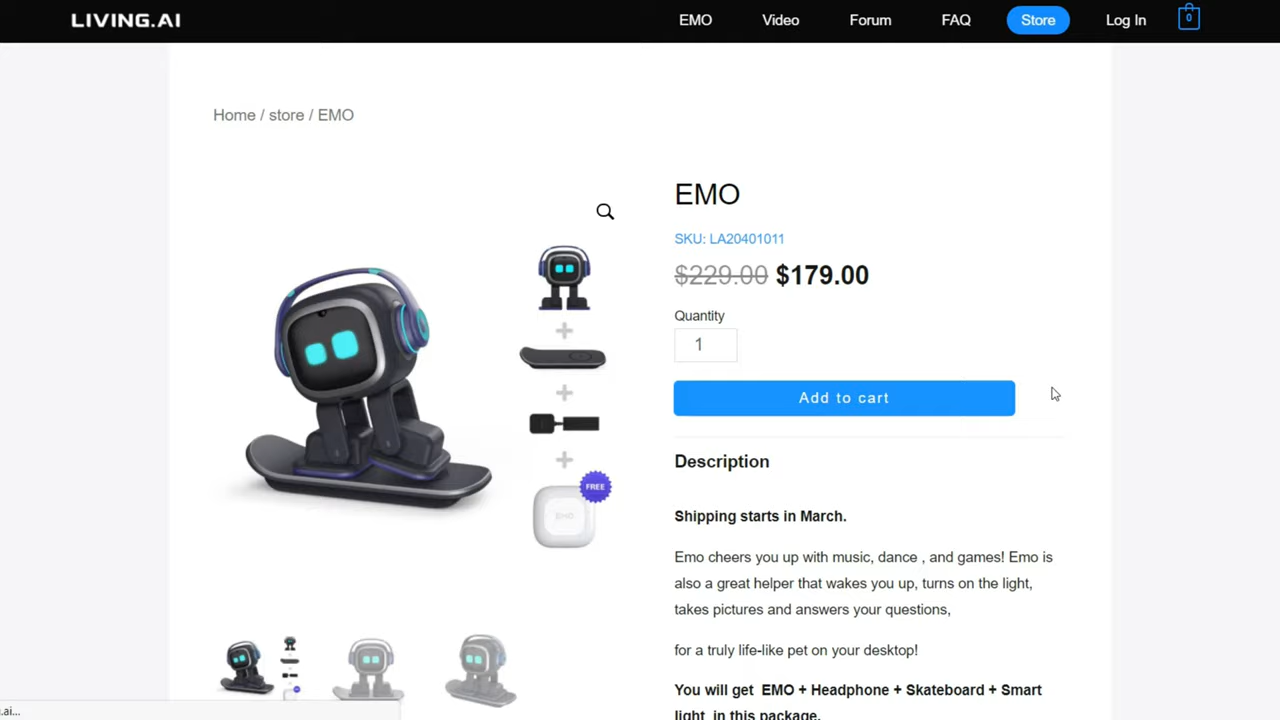 LIVING.AI
EMO Video Forum FAQ Store Log In 0
Home / store / EMO
EMO
SKU: LA20401011
$229.00 $179.00
Quantity
1
Add to cart
FREE
EMO
Description
Shipping starts in March.
Emo cheers you up with music, dance , and games! Emo is
also a great helper that wakes you up, turns on the light,
takes pictures and answers your questions,
for a truly life-like pet on your desktop!
You will get EMO + Headphone + Skateboard + Smart
light in this package.
.ai...